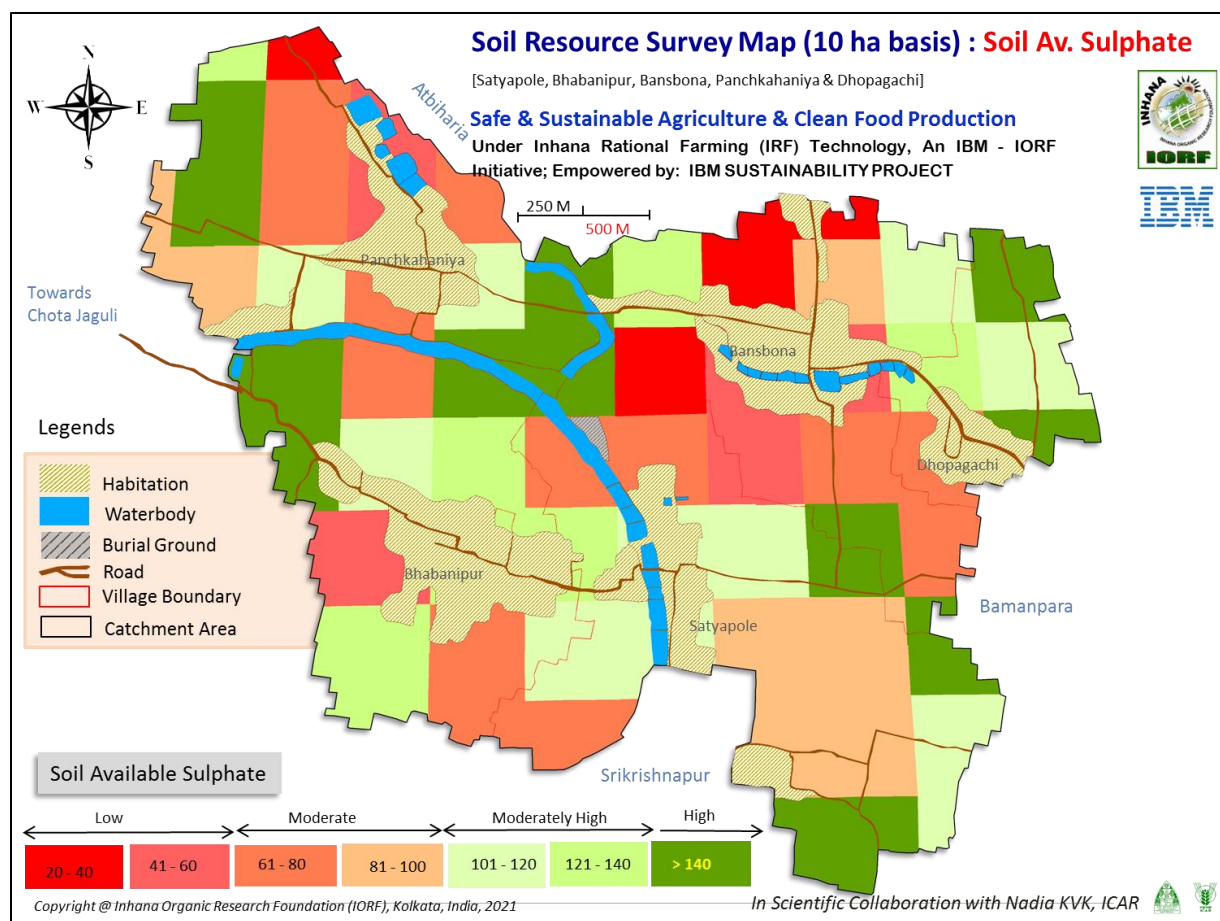 Soil Resource Survey Map (10 ha basis) : Soil Av. Sulphate
[Satyapole, Bhabanipur, Bansbona, Panchkahaniya & Dhopagachi]
Safe & Sustainable Agriculture & Clean Food Production
Under Inhana Rational Farming (IRF) Technology, An IBM - IORF
Initiative; Empowered by: IBM SUSTAINABILITY PROJECT
N
W
E
S
INHANA
IORF
IBM
Atbiharia
250 M
500 M
Panchkahaniya
Towards
Chota Jaguli
Bansbona
Dhopagachi
Bhabanipur
Satyapole
Bamanpara
Srikrishnapur
Legends
Habitation
Waterbody
Burial Ground
Road
Village Boundary
Catchment Area
Soil Available Sulphate
Low
Moderate
Moderately High
High
20 - 40
41 - 60
61 - 80
81 - 100
101 - 120
121 - 140
> 140
Copyright @ Inhana Organic Research Foundation (IORF), Kolkata, India, 2021
In Scientific Collaboration with Nadia KVK, ICAR